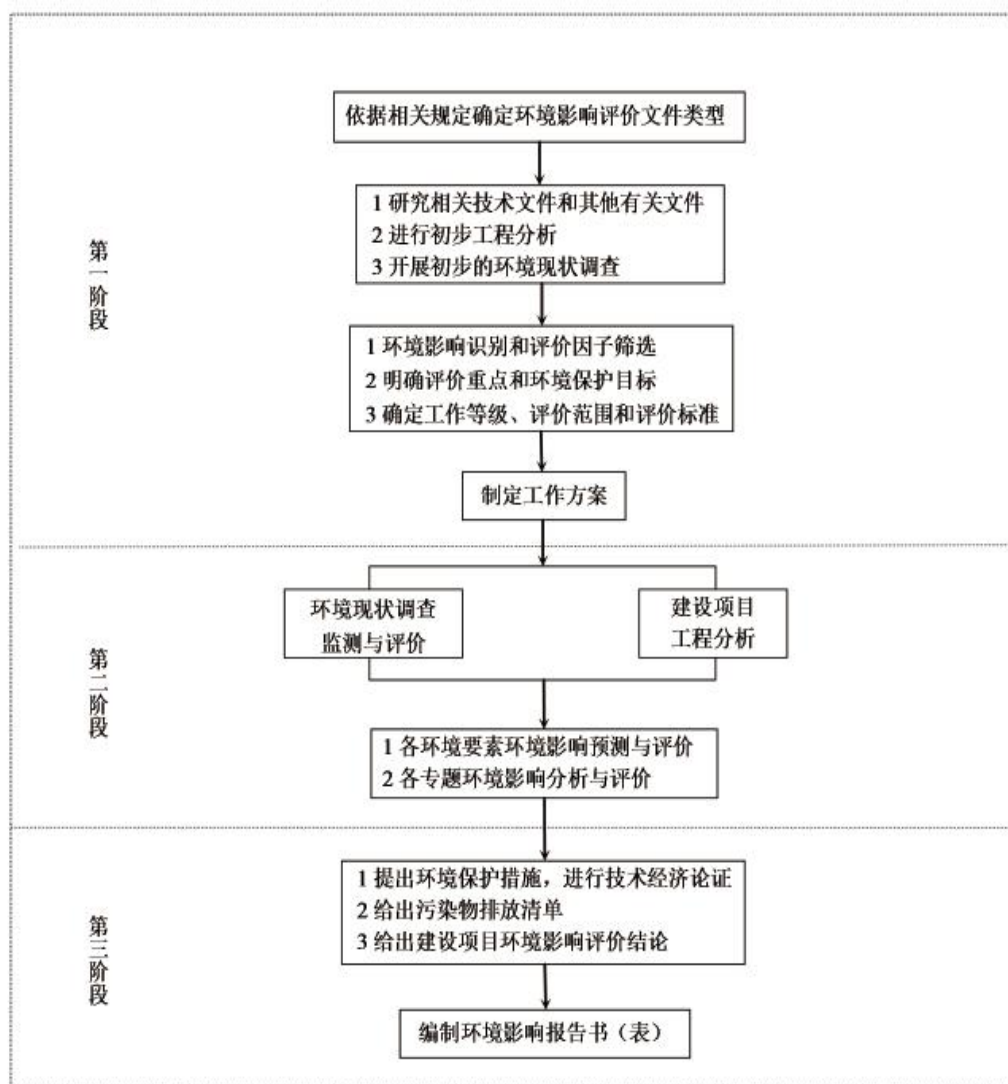 依据相关规定确定环境影响评价文件类型
1 研究相关技术文件和其他有关文件
2 进行初步工程分析
3 开展初步的环境现状调查
第一阶段
1 环境影响识别和评价因子筛选
2 明确评价重点和环境保护目标
3 确定工作等级、评价范围和评价标准
制定工作方案
环境现状调查
监测与评价
建设项目
工程分析
第二阶段
1 各环境要素环境影响预测与评价
2 各专题环境影响分析与评价
1 提出环境保护措施，进行技术经济论证
2 给出污染物排放清单
3 给出建设项目环境影响评价结论
第三阶段
编制环境影响报告书（表）